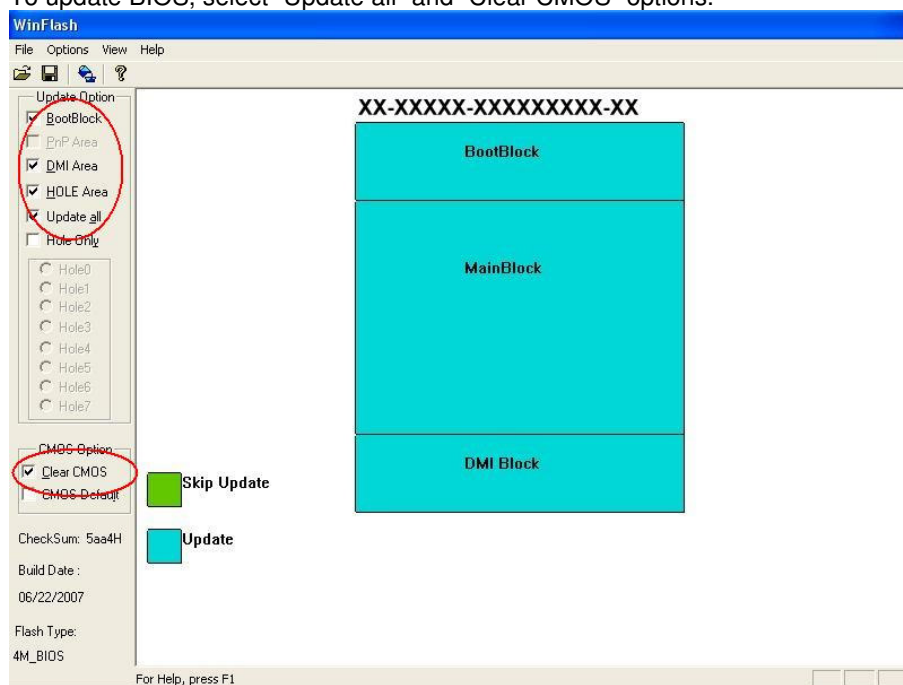 To update BIOS, select "Update all" and "Clear CMOS" options.
WinFlash
File Options View Help
Update Option
BootBlock
PnP Area
DMI Area
HOLE Area
Update all
Hole Only
Hole0
Hole1
Hole2
Hole3
Hole4
Hole5
Hole6
Hole7
CMOS Option
Clear CMOS
CMOS Default
CheckSum: 5aa4H
Build Date :
06/22/2007
Flash Type:
4M_BIOS
XX-XXXXX-XXXXXXXXX-XX
BootBlock
MainBlock
DMI Block
Skip Update
Update
For Help, press F1